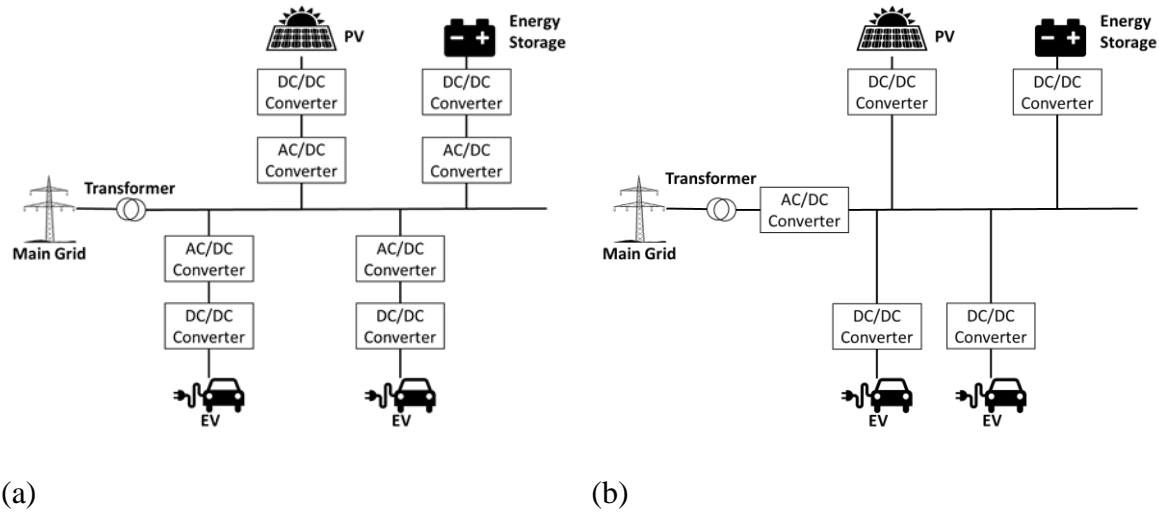 PV
Energy
Storage
DC/DC
Converter
DC/DC
Converter
AC/DC
Converter
AC/DC
Converter
Transformer
Main Grid
AC/DC
Converter
AC/DC
Converter
DC/DC
Converter
DC/DC
Converter
EV
EV
(a)
PV
Energy
Storage
DC/DC
Converter
DC/DC
Converter
Transformer
AC/DC
Converter
Main Grid
DC/DC
Converter
DC/DC
Converter
EV
EV
(b)